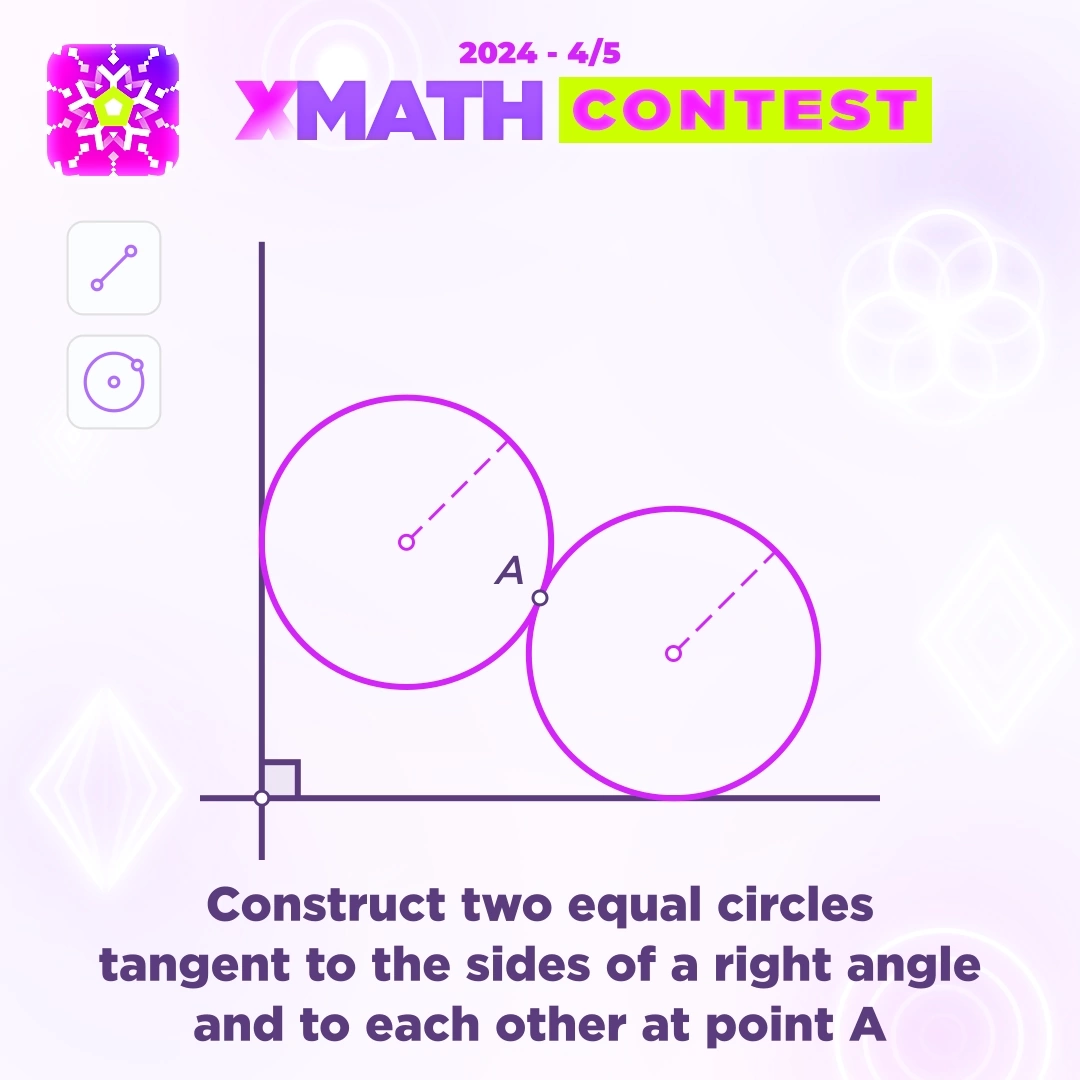 2024 - 4/5
XMATH CONTEST
A
Construct two equal circles
tangent to the sides of a right angle
and to each other at point A